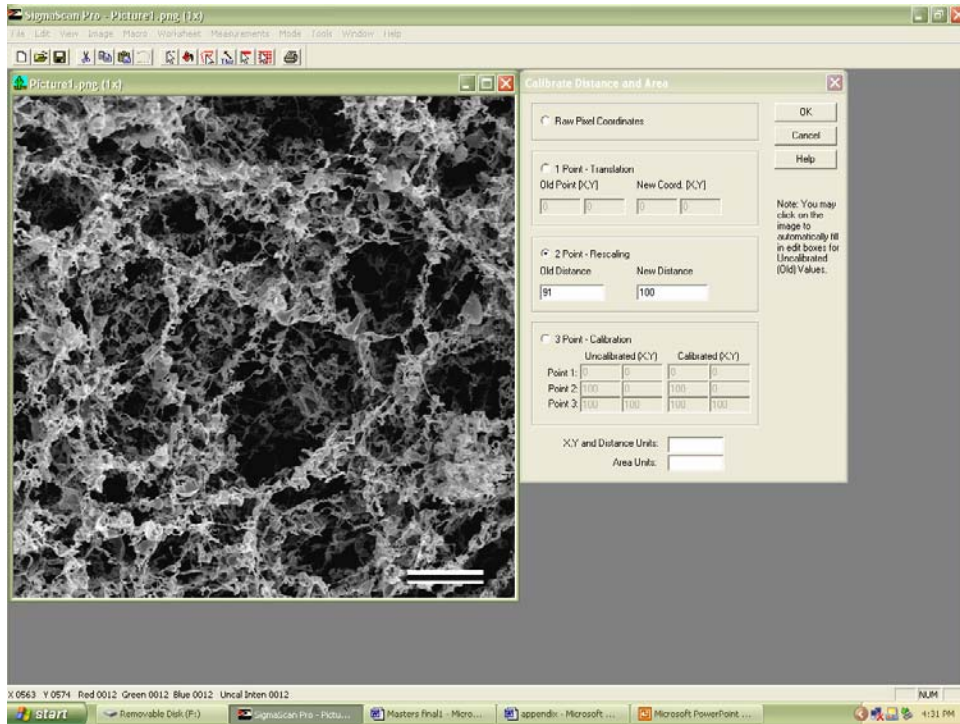 SigmaScan Pro - Picture1.png (1x)
File Edit View Image Macro Worksheet Measurements Mode Tools Window Help
Picture1.png (1x)
Calibrate Distance and Area
Raw Pixel Coordinates
OK
Cancel
Help
1 Point - Translation
Old Point (X,Y) New Coord. (X,Y)
0 0 0 0
Note: You may
click on the
image to
automatically fill
in edit boxes for
Uncalibrated
(Old) Values.
2 Point - Rescaling
Old Distance New Distance
91 100
3 Point - Calibration
Uncalibrated (X,Y) Calibrated (X,Y)
Point 1: 0 0 0 0
Point 2: 100 0 100 0
Point 3: 100 100 100 100
X,Y and Distance Units:
Area Units:
X 0563 Y 0574 Red 0012 Green 0012 Blue 0012 Uncal Inten 0012
NUM
start Removable Disk (F:) SigmaScan Pro - Pictu... Masters final1 - Micro... appendix - Microsoft ... Microsoft PowerPoint ... 4:31 PM